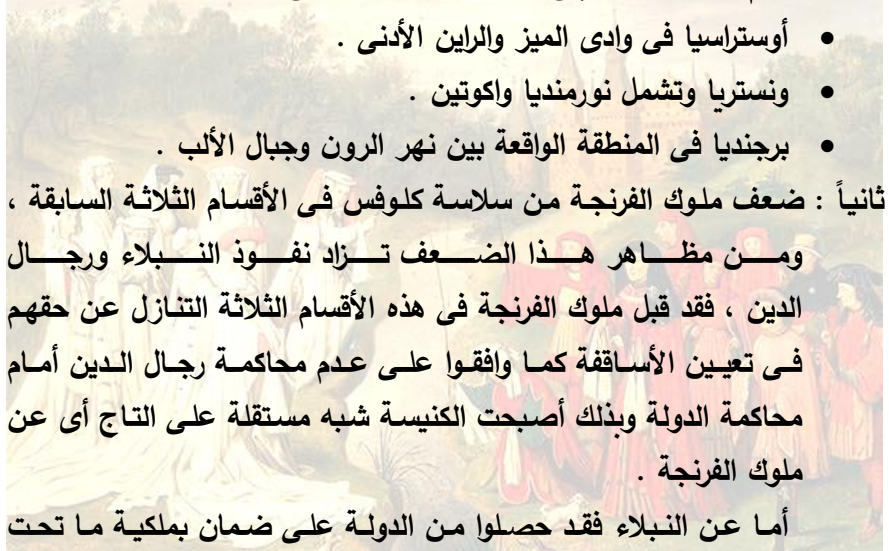 • أوستراسيا فى وادى الميز والراين الأدنى .
• ونستريا وتشمل نورمنديا واكوتين .
• برجنديا فى المنطقة الواقعة بين نهر الرون وجبال الألب .
ثانياً : ضعف ملوك الفرنجة من سلاسة كلوفس فى الأقسام الثلاثة السابقة ،
ومن مظاهر هذا الضعف تزاد نفوذ النبلاء ورجال
الدين ، فقد قبل ملوك الفرنجة فى هذه الأقسام الثلاثة التنازل عن حقهم
فى تعيين الأساقفة كما وافقوا على عدم محاكمة رجال الدين أمام
محاكمة الدولة وبذلك أصبحت الكنيسة شبه مستقلة على التاج أى عن
ملوك الفرنجة .
أما عن النبلاء فقد حصلوا من الدولة على ضمان بملكية ما تحت